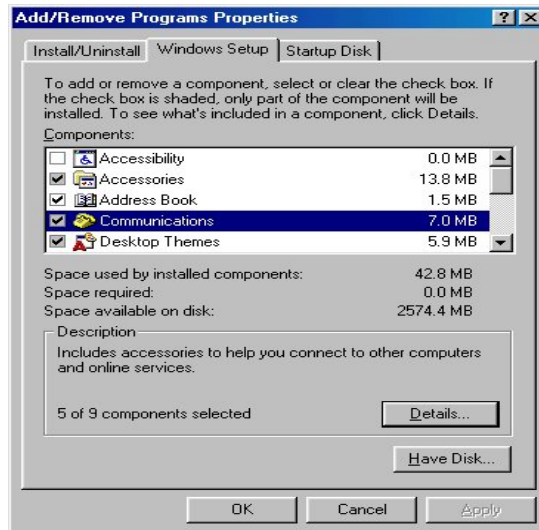 Add/Remove Programs Properties
Install/Uninstall Windows Setup Startup Disk
To add or remove a component, select or clear the check box. If
the check box is shaded, only part of the component will be
installed. To see what's included in a component, click Details.
Components:
Accessibility 0.0 MB
Accessories 13.8 MB
Address Book 1.5 MB
Communications 7.0 MB
Desktop Themes 5.9 MB
Space used by installed components: 42.8 MB
Space required: 0.0 MB
Space available on disk: 2574.4 MB
Description
Includes accessories to help you connect to other computers
and online services.
5 of 9 components selected Details...
Have Disk...
OK Cancel Apply